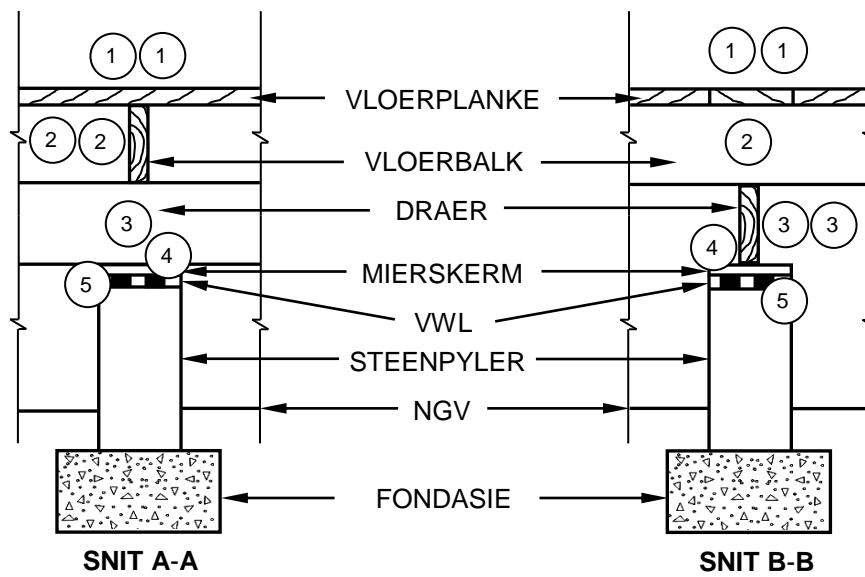 1 1 1 1
VLOERPLANKE
2 2 VLOERBALK 2
DRAER
3 3 3
4 MIERSKERM 4
5 VWL 5
STEENPYLER
NGV
FONDASIE
SNIT A-A SNIT B-B